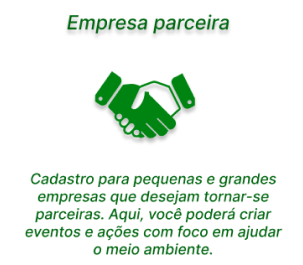 Empresa parceira
Cadastro para pequenas e grandes
empresas que desejam tornar-se
parceiras. Aqui, você poderá criar
eventos e ações com foco em ajudar
o meio ambiente.